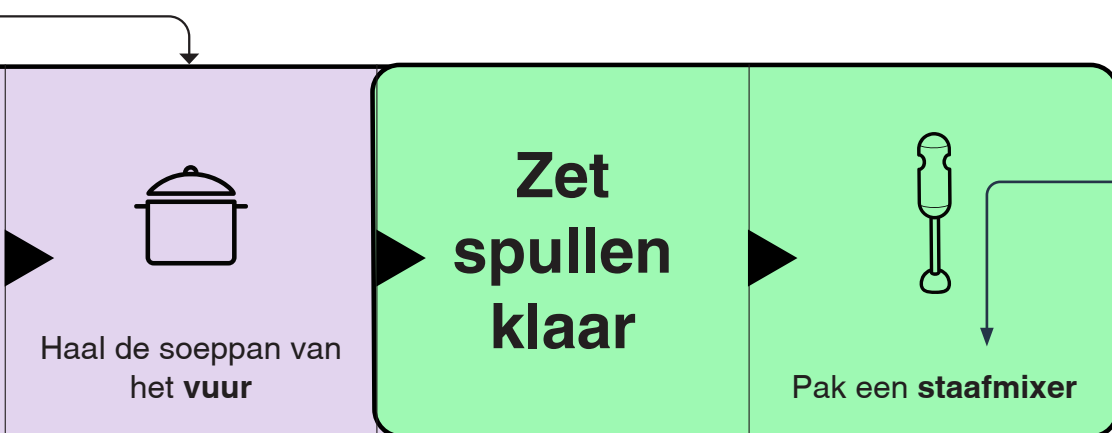 Haal de soeppan van
het vuur
Zet
spullen
klaar
Pak een staafmixer